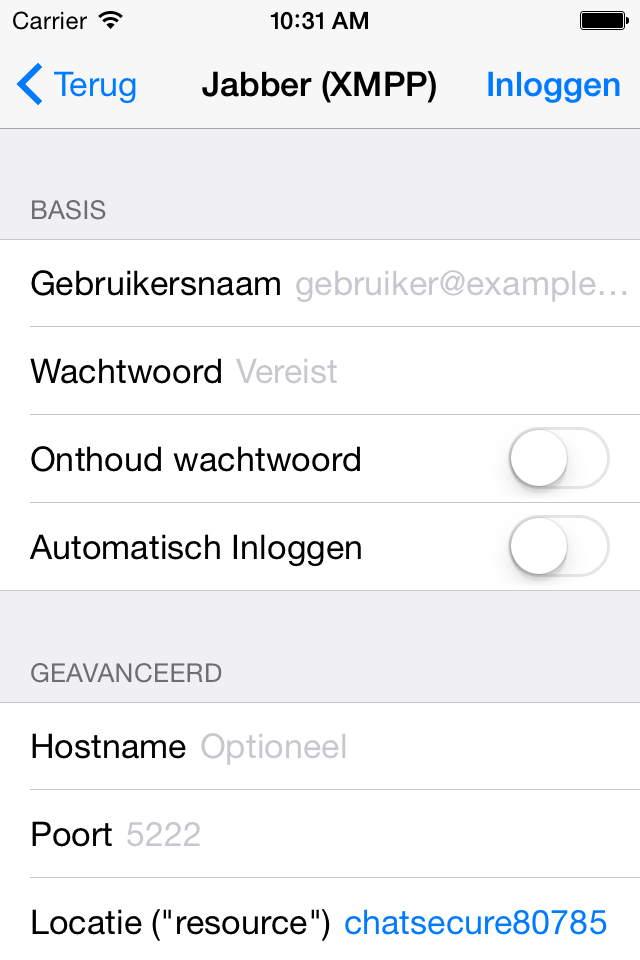 Carrier 10:31 AM
Terug Jabber (XMPP) Inloggen
BASIS
Gebruikersnaam gebruiker@example...
Wachtwoord Vereist
Onthoud wachtwoord
Automatisch Inloggen
GEAVANCEERD
Hostname Optioneel
Poort 5222
Locatie ("resource") chatsecure80785